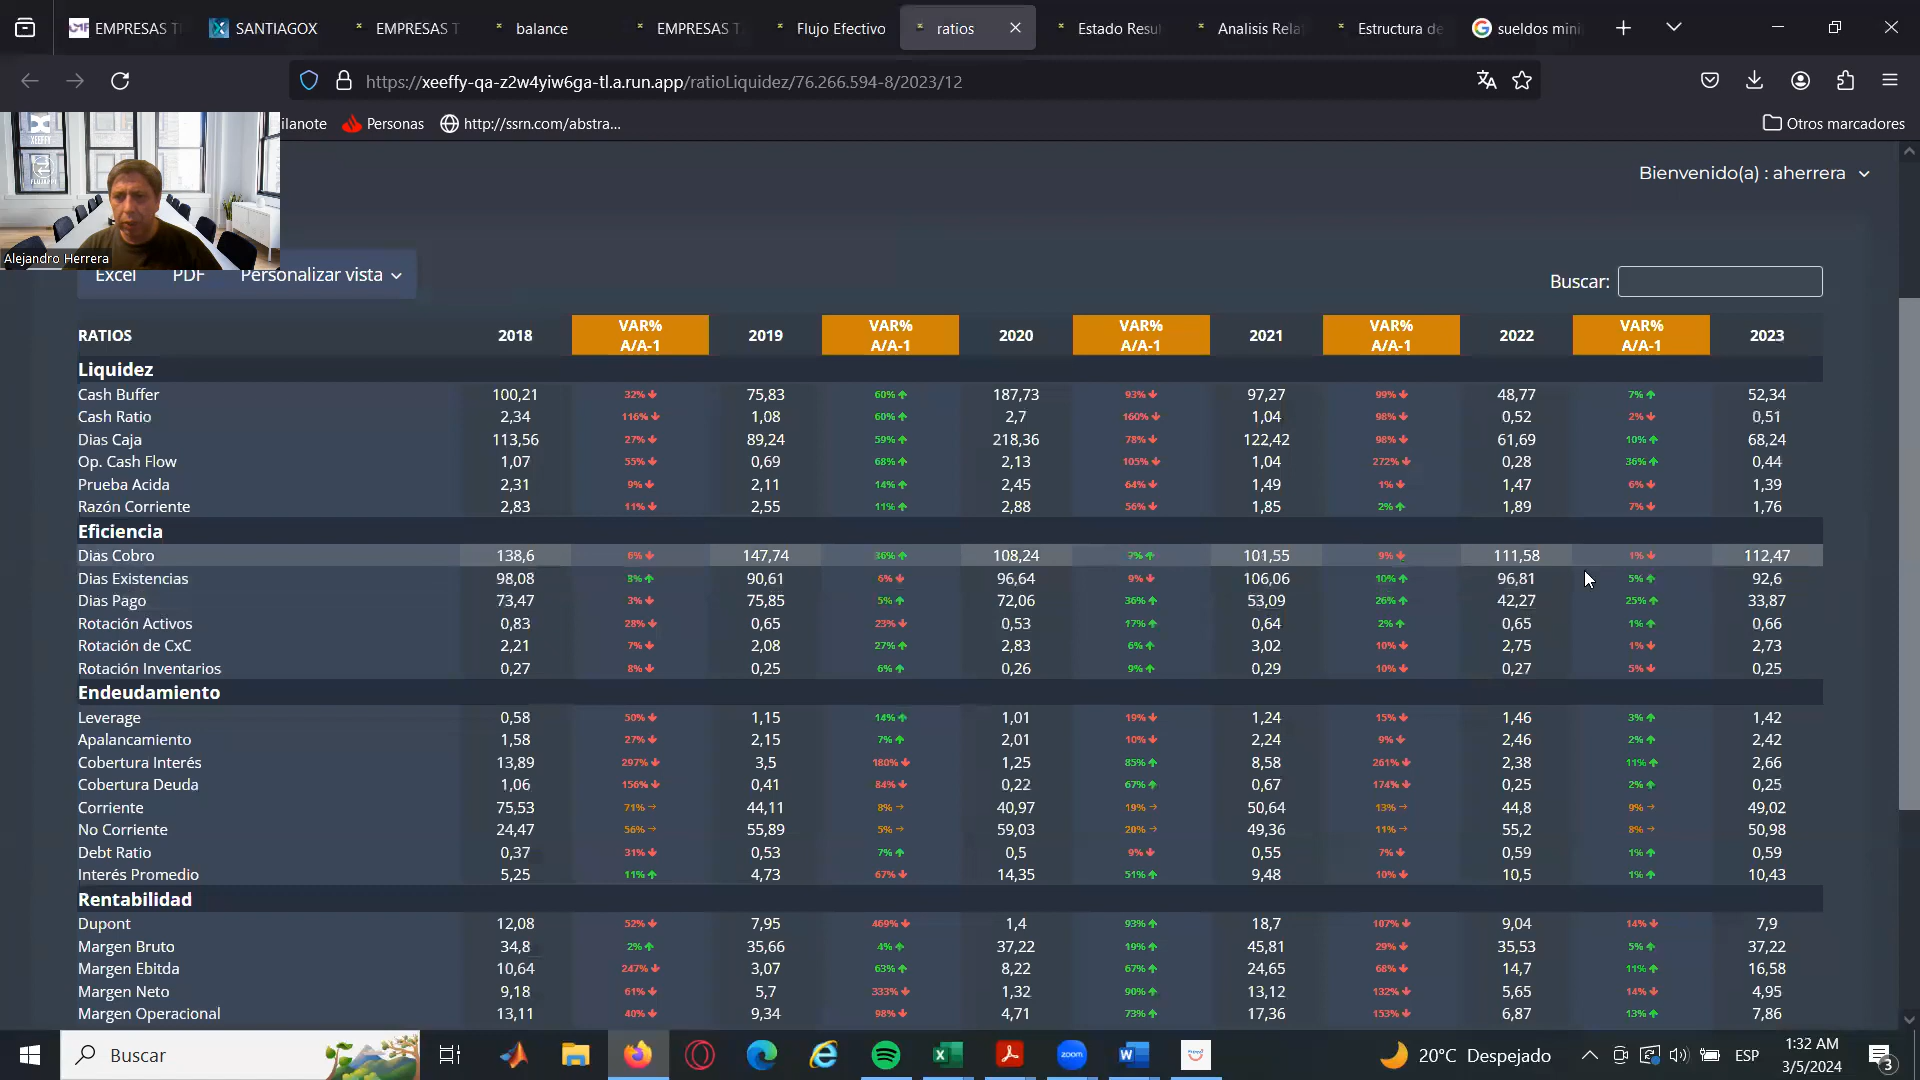 EMPRESAS T
SANTIAGOX
EMPRESAS T
balance
EMPRESAS T
Flujo Efectivo
ratios
Estado Resul
Analisis Rela
Estructura de
sueldos mini
https://xeeffy-qa-z2w4yiw6ga-tl.a.run.app/ratioLiquidez/76.266.594-8/2023/12
ilanote
Personas
http://ssrn.com/abstra...
Otros marcadores
XEEFFY
Alejandro Herrera
Bienvenido(a) : aherrera
Excel PDF Personalizar vista
Buscar:
RATIOS 2018 VAR% A/A-1 2019 VAR% A/A-1 2020 VAR% A/A-1 2021 VAR% A/A-1 2022 VAR% A/A-1 2023
Liquidez
Cash Buffer 100,21 32% 75,83 60% 187,73 93% 97,27 99% 48,77 7% 52,34
Cash Ratio 2,34 116% 1,08 60% 2,7 160% 1,04 98% 0,52 2% 0,51
Dias Caja 113,56 27% 89,24 59% 218,36 78% 122,42 98% 61,69 10% 68,24
Op. Cash Flow 1,07 55% 0,69 68% 2,13 105% 1,04 272% 0,28 36% 0,44
Prueba Acida 2,31 9% 2,11 14% 2,45 64% 1,49 1% 1,47 6% 1,39
Razón Corriente 2,83 11% 2,55 11% 2,88 56% 1,85 2% 1,89 7% 1,76
Eficiencia
Dias Cobro 138,6 6% 147,74 36% 108,24 7% 101,55 9% 111,58 1% 112,47
Dias Existencias 98,08 8% 90,61 6% 96,64 9% 106,06 10% 96,81 5% 92,6
Dias Pago 73,47 3% 75,85 5% 72,06 36% 53,09 26% 42,27 25% 33,87
Rotación Activos 0,83 28% 0,65 23% 0,53 17% 0,64 2% 0,65 1% 0,66
Rotación de CxC 2,21 7% 2,08 27% 2,83 6% 3,02 10% 2,75 1% 2,73
Rotación Inventarios 0,27 8% 0,25 6% 0,26 9% 0,29 10% 0,27 5% 0,25
Endeudamiento
Leverage 0,58 50% 1,15 14% 1,01 19% 1,24 15% 1,46 3% 1,42
Apalancamiento 1,58 27% 2,15 7% 2,01 10% 2,24 9% 2,46 2% 2,42
Cobertura Interés 13,89 297% 3,5 180% 1,25 85% 8,58 261% 2,38 11% 2,66
Cobertura Deuda 1,06 156% 0,41 84% 0,22 67% 0,67 174% 0,25 2% 0,25
Corriente 75,53 71% 44,11 8% 40,97 19% 50,64 13% 44,8 9% 49,02
No Corriente 24,47 56% 55,89 5% 59,03 20% 49,36 11% 55,2 8% 50,98
Debt Ratio 0,37 31% 0,53 7% 0,5 9% 0,55 7% 0,59 1% 0,59
Interés Promedio 5,25 11% 4,73 67% 14,35 51% 9,48 10% 10,5 1% 10,43
Rentabilidad
Dupont 12,08 52% 7,95 469% 1,4 93% 18,7 107% 9,04 14% 7,9
Margen Bruto 34,8 2% 35,66 4% 37,22 19% 45,81 29% 35,53 5% 37,22
Margen Ebitda 10,64 247% 3,07 63% 8,22 67% 24,65 68% 14,7 11% 16,58
Margen Neto 9,18 61% 5,7 333% 1,32 90% 13,12 132% 5,65 14% 4,95
Margen Operacional 13,11 40% 9,34 98% 4,71 73% 17,36 153% 6,87 13% 7,86
Buscar
zoom
20°C Despejado
ESP
1:32 AM
3/5/2024
3